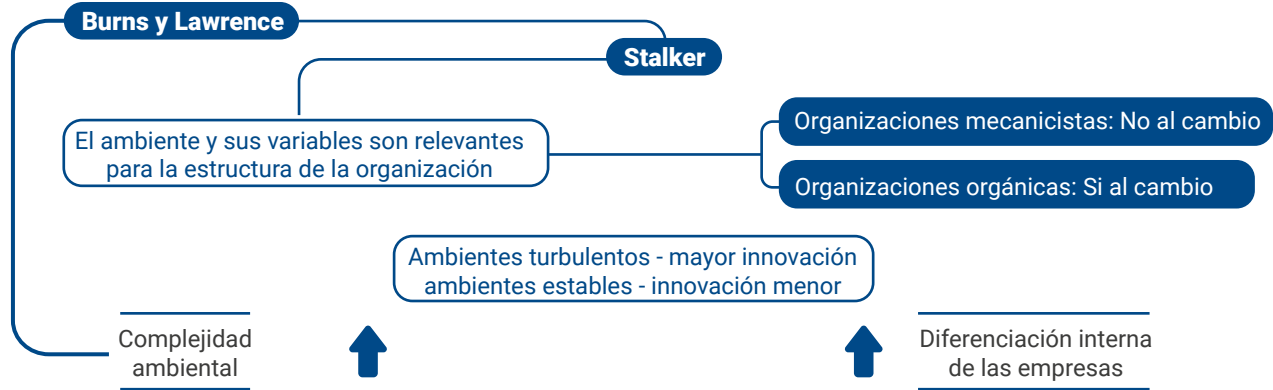 Burns y Lawrence
Stalker
El ambiente y sus variables son relevantes
para la estructura de la organización
Organizaciones mecanicistas: No al cambio
Organizaciones orgánicas: Si al cambio
Ambientes turbulentos - mayor innovación
ambientes estables - innovación menor
Complejidad
ambiental
Diferenciación interna
de las empresas